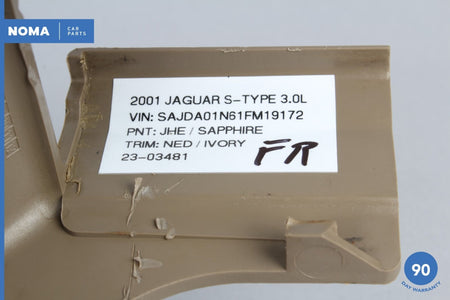 NOMA CAR PARTS
2001 JAGUAR S-TYPE 3.0L
VIN: SAJDA01N61FM19172
PNT: JHE / SAPPHIRE
TRIM: NED / IVORY
23-03481
FR
90
DAY WARRANTY